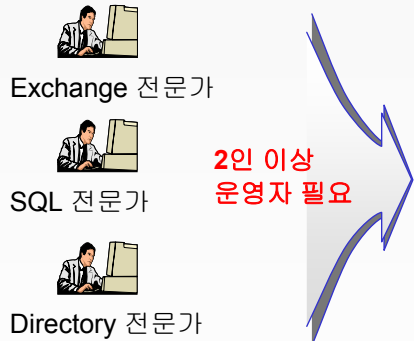 Exchange 전문가
SQL 전문가
2인 이상
운영자 필요
Directory 전문가